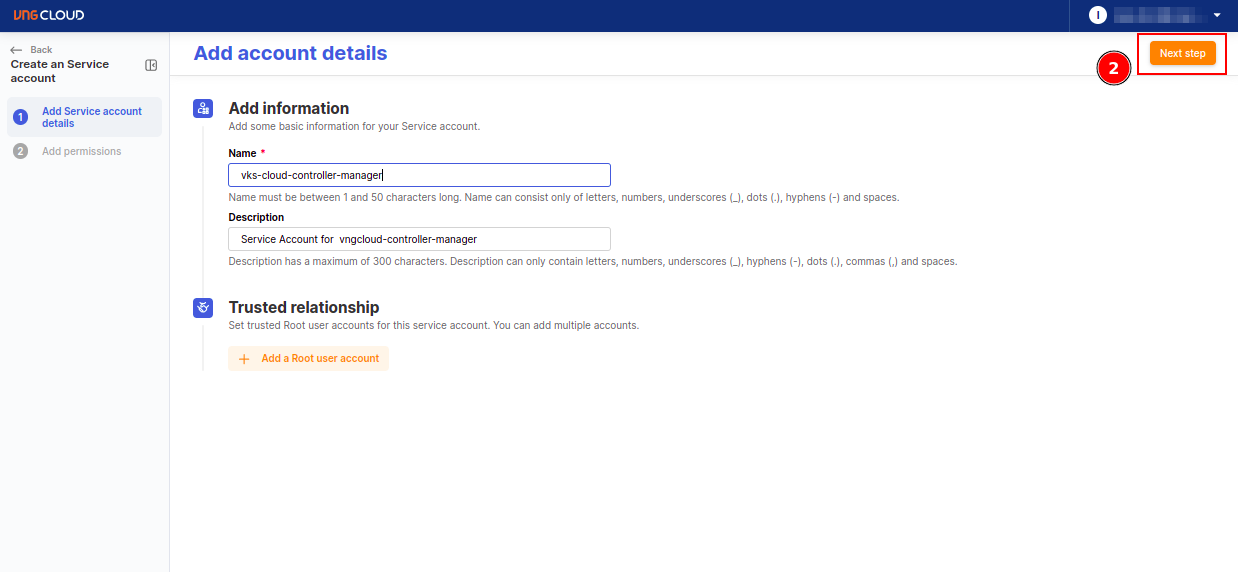 VNG CLOUD
I
Back
Create an Service
account
1
Add Service account
details
2
Add permissions
Add account details
2
Next step
Add information
Add some basic information for your Service account.
Name *
vks-cloud-controller-manager
Name must be between 1 and 50 characters long. Name can consist only of letters, numbers, underscores (_), dots (.), hyphens (-) and spaces.
Description
Service Account for  vngcloud-controller-manager
Description has a maximum of 300 characters. Description can only contain letters, numbers, underscores (_), hyphens (-), dots (.), commas (,) and spaces.
Trusted relationship
Set trusted Root user accounts for this service account. You can add multiple accounts.
+ Add a Root user account